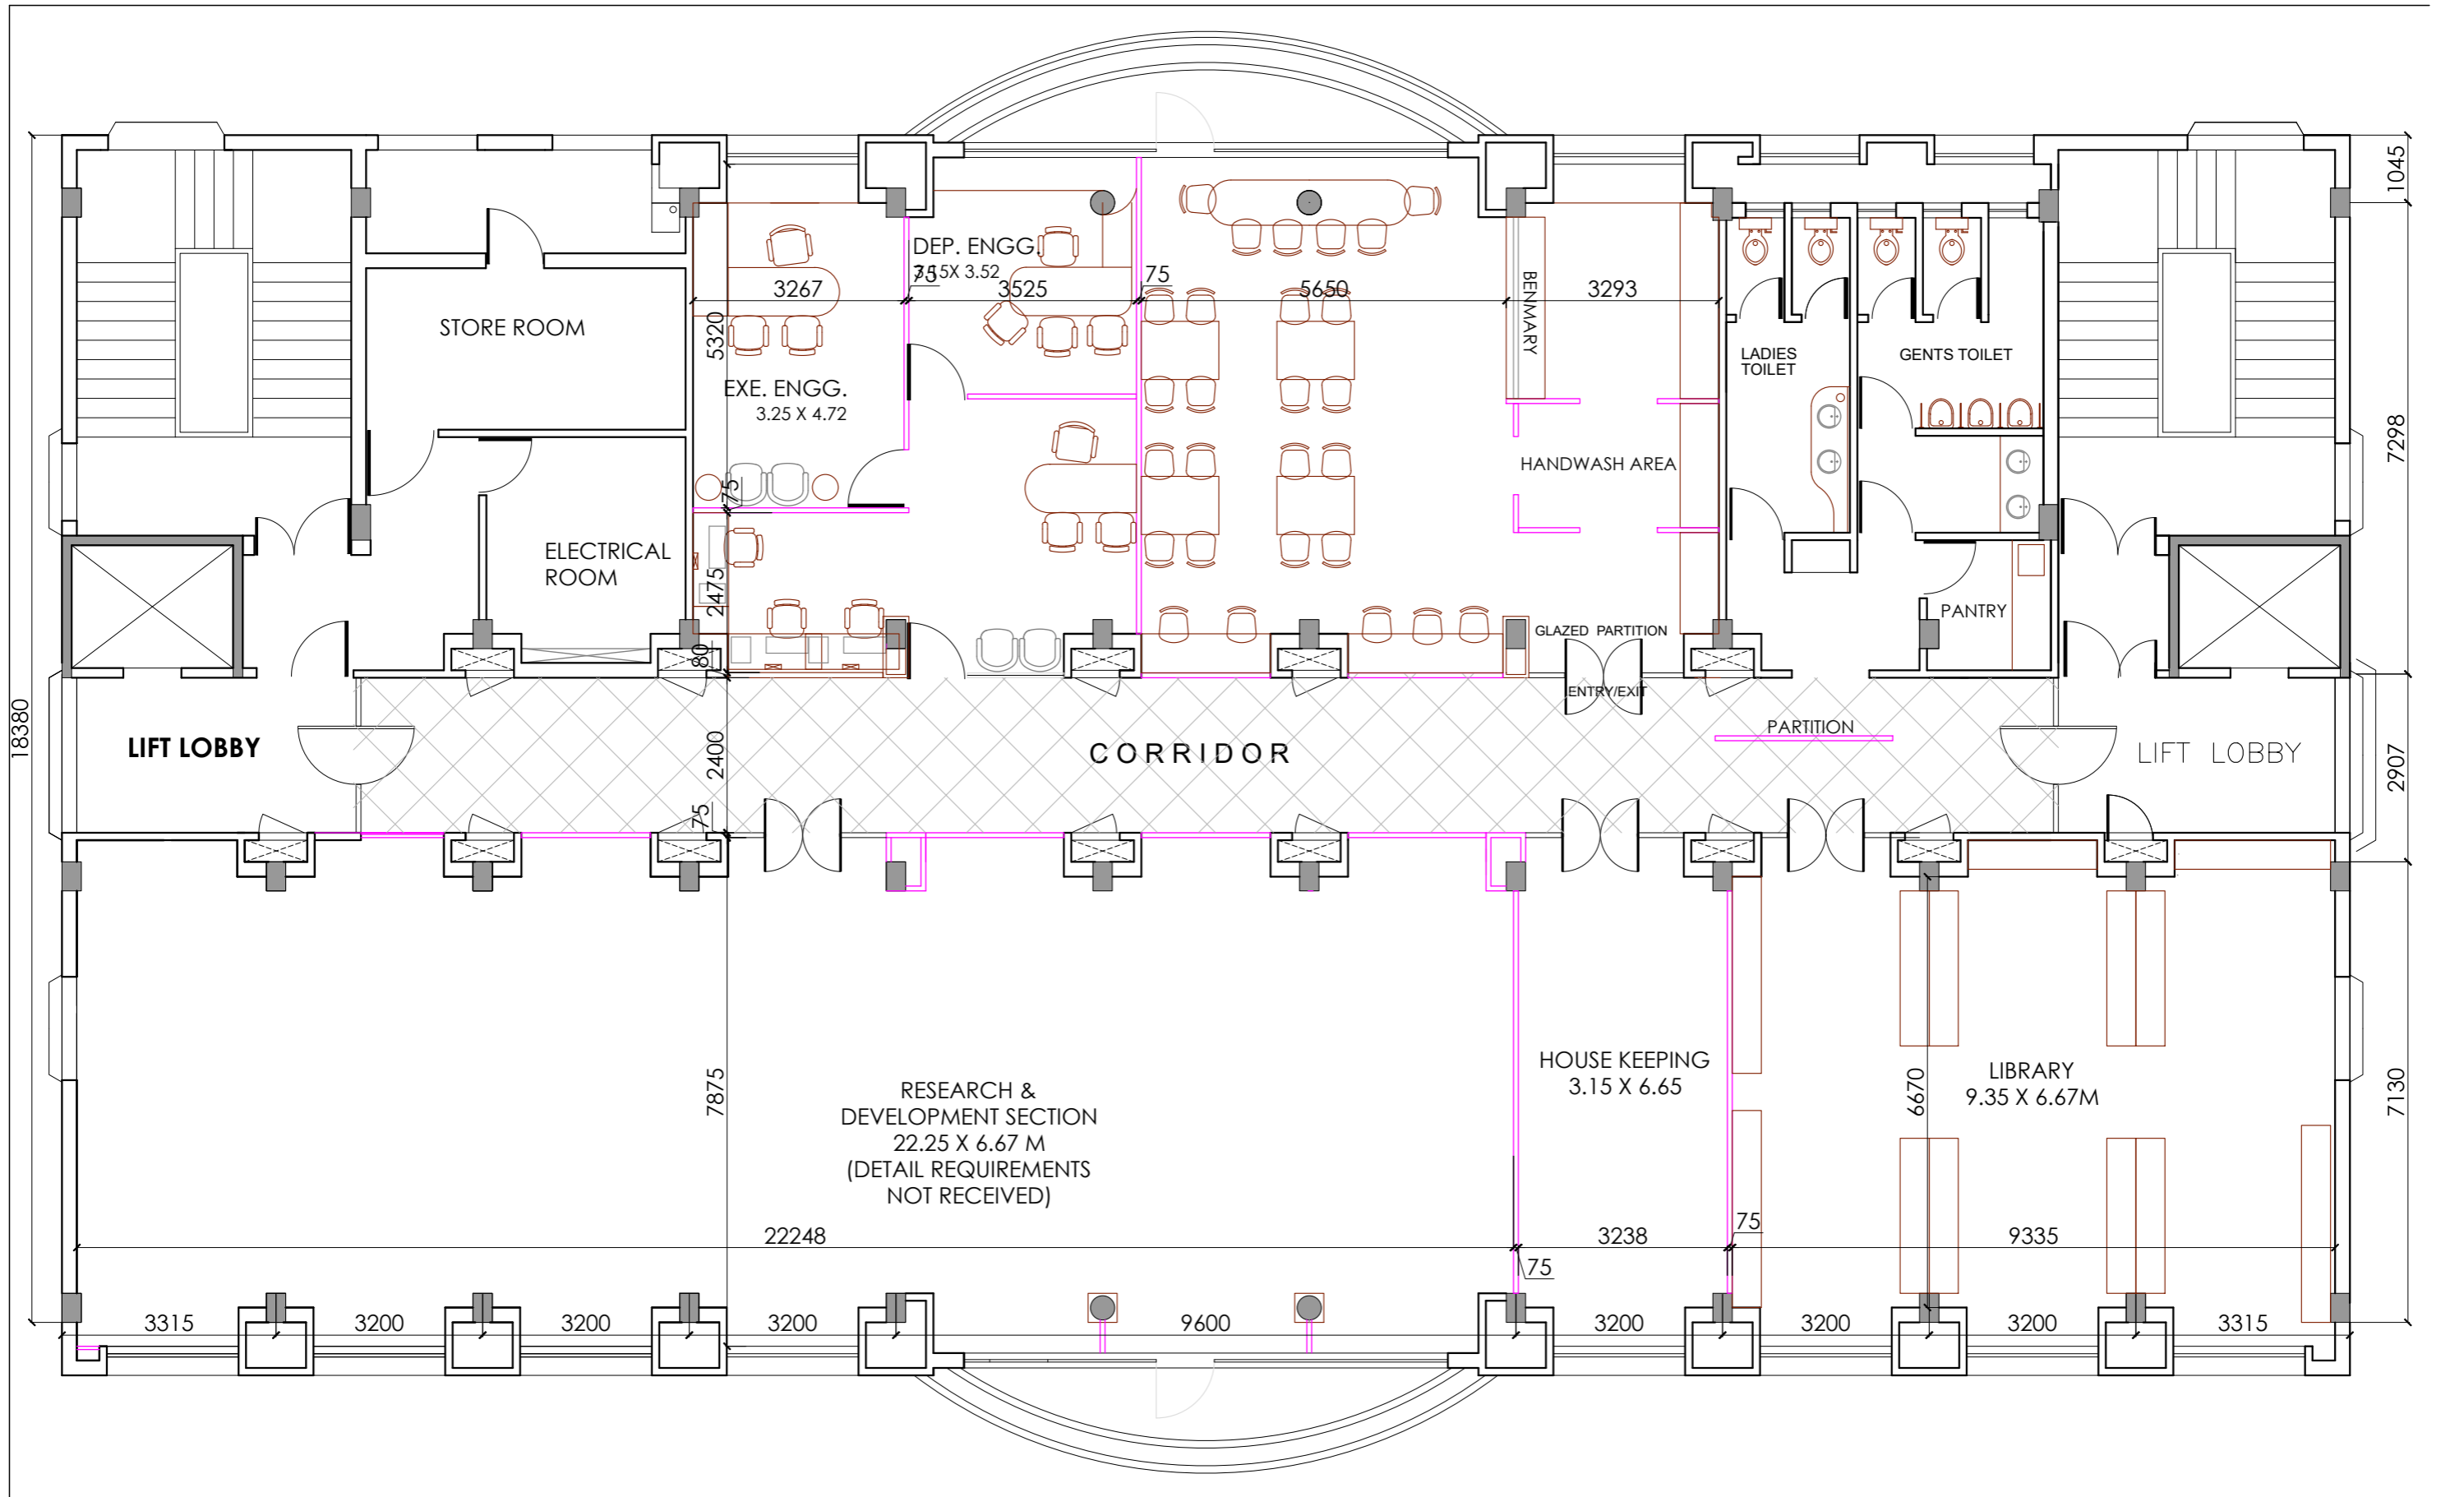 1045
DEP. ENGG.
3.15X 3.52
75
75
3267
3525
5650
3293
BENMARY
STORE ROOM
5320
LADIES
TOILET
GENTS TOILET
EXE. ENGG.
3.25 X 4.72
7298
HANDWASH AREA
75
ELECTRICAL
ROOM
2475
PANTRY
GLAZED PARTITION
80
ENTRY/EXIT
18380
LIFT LOBBY
2400
CORRIDOR
PARTITION
LIFT LOBBY
2907
75
7875
RESEARCH &
DEVELOPMENT SECTION
22.25 X 6.67 M
(DETAIL REQUIREMENTS
NOT RECEIVED)
HOUSE KEEPING
3.15 X 6.65
6670
LIBRARY
9.35 X 6.67M
7130
22248
3238
75
9335
75
3315
3200
3200
3200
9600
3200
3200
3200
3315